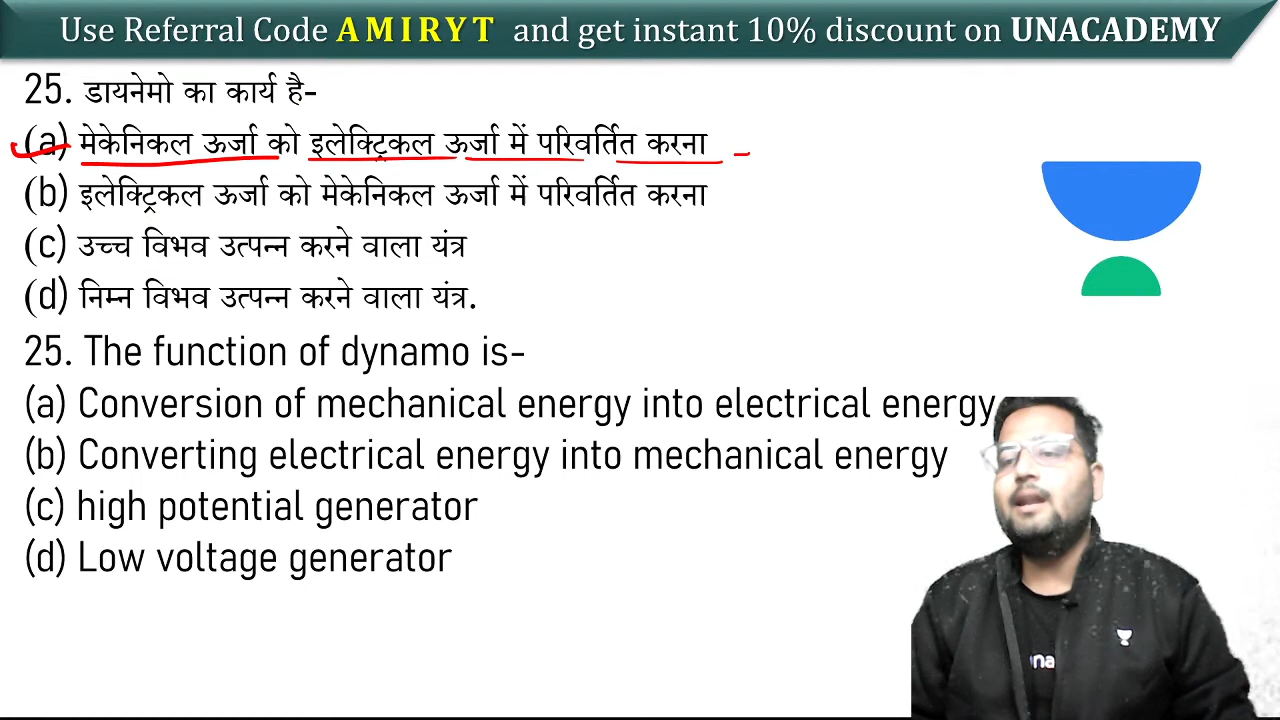 Use Referral Code AMIRYT and get instant 10% discount on UNACADEMY
25. डायनेमो का कार्य है-
(a) मेकेनिकल ऊर्जा को इलेक्ट्रिकल ऊर्जा में परिवर्तित करना
(b) इलेक्ट्रिकल ऊर्जा को मेकेनिकल ऊर्जा में परिवर्तित करना
(c) उच्च विभव उत्पन्न करने वाला यंत्र
(d) निम्न विभव उत्पन्न करने वाला यंत्र.
25. The function of dynamo is-
(a) Conversion of mechanical energy into electrical energy
(b) Converting electrical energy into mechanical energy
(c) high potential generator
(d) Low voltage generator